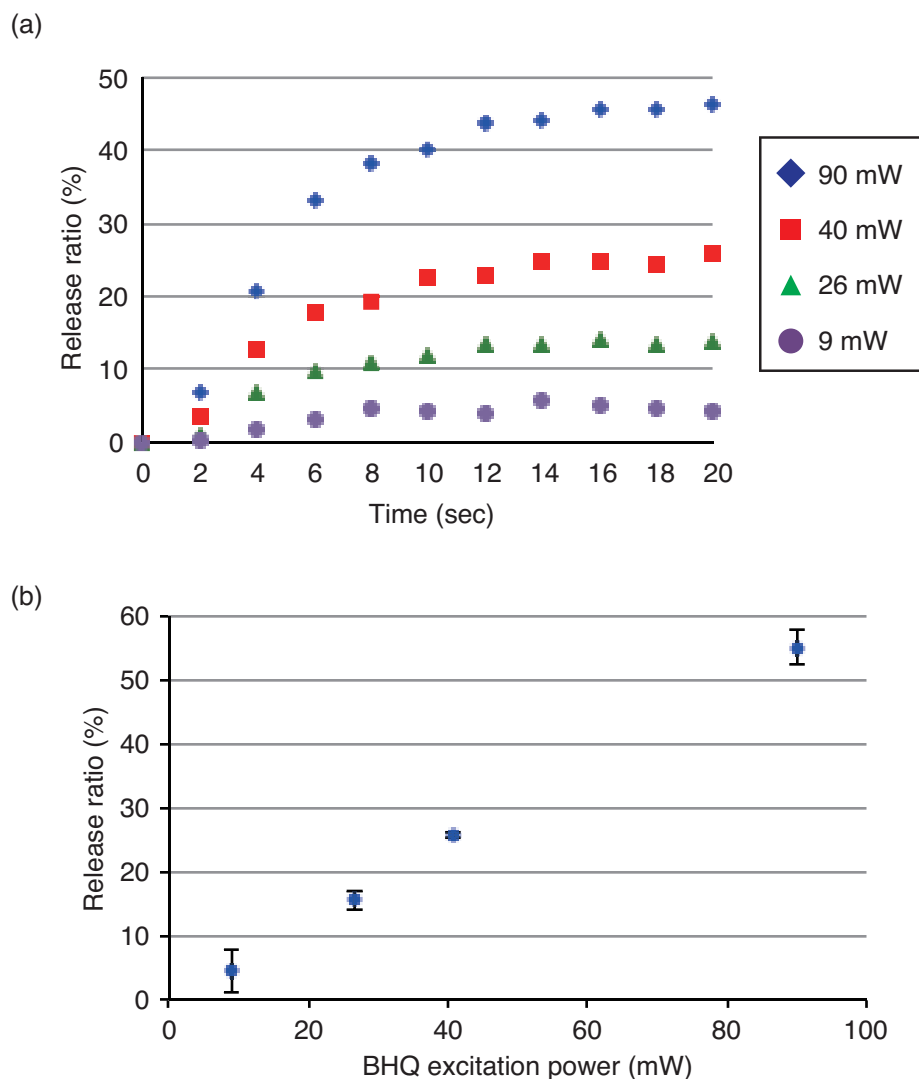 (a)
50
40
30
20
10
0
Release ratio (%)
0 2 4 6 8 10 12 14 16 18 20
Time (sec)
90 mW
40 mW
26 mW
9 mW
(b)
60
50
40
30
20
10
0
Release ratio (%)
0 20 40 60 80 100
BHQ excitation power (mW)